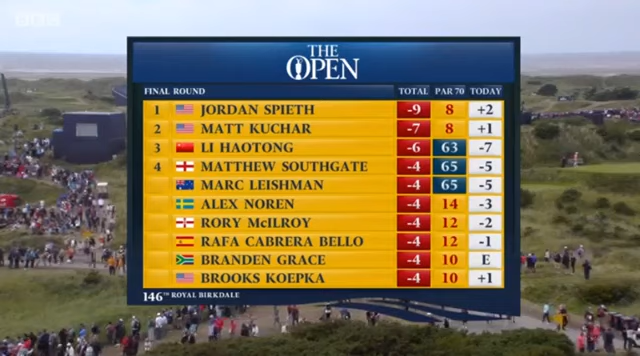 BBC
THE
OPEN
FINAL ROUND TOTAL PAR 70 TODAY
1 JORDAN SPIETH -9 8 +2
2 MATT KUCHAR -7 8 +1
3 LI HAOTONG -6 63 -7
4 MATTHEW SOUTHGATE -4 65 -5
MARC LEISHMAN -4 65 -5
ALEX NOREN -4 14 -3
RORY McILROY -4 12 -2
RAFA CABRERA BELLO -4 12 -1
BRANDEN GRACE -4 10 E
BROOKS KOEPKA -4 10 +1
146TH ROYAL BIRKDALE